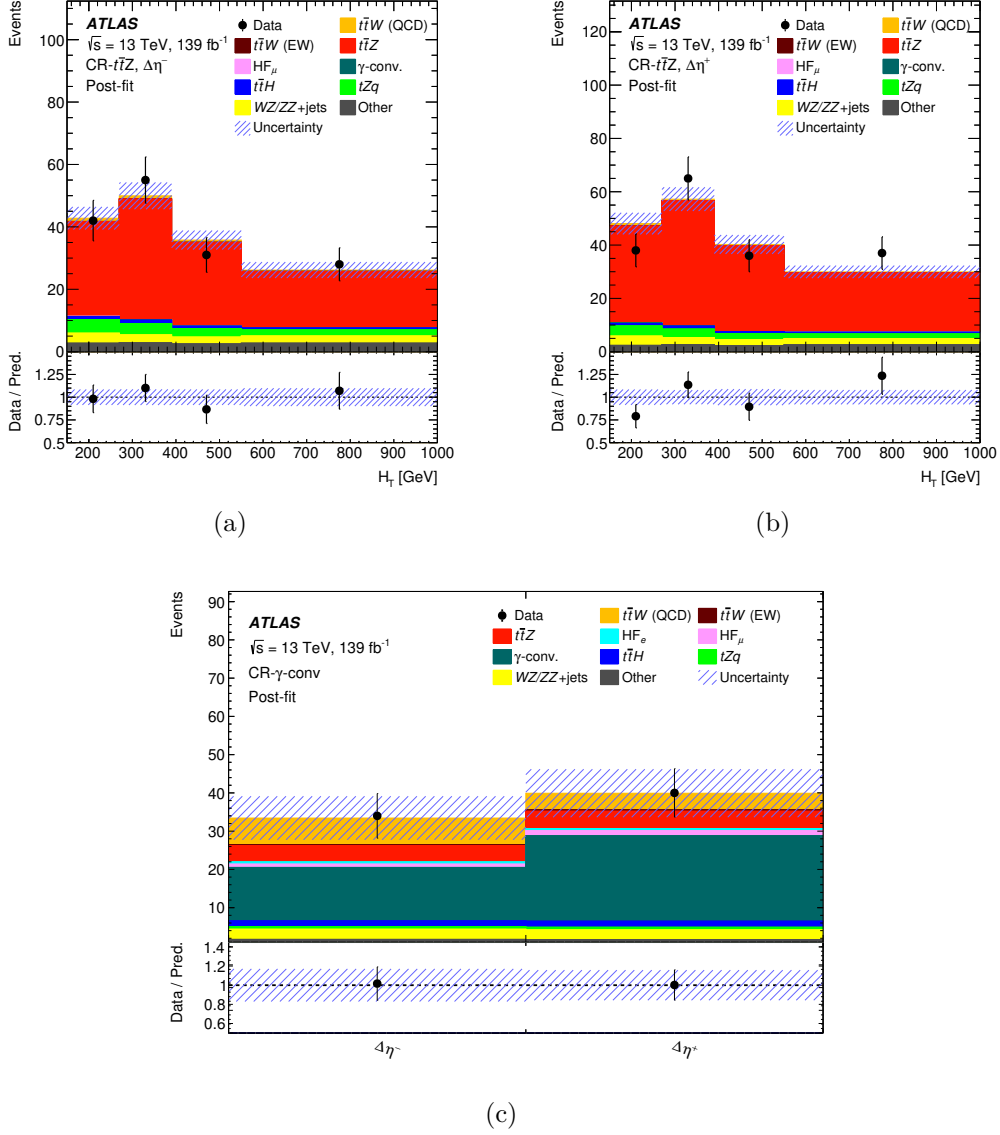 Events
ATLAS
√s = 13 TeV, 139 fb⁻¹
CR-tt̄Z, Δη⁻
Post-fit
Data
tt̄W (QCD)
tt̄W (EW)
tt̄Z
HF_μ
γ-conv.
tt̄H
tZq
WZ/ZZ+jets
Other
Uncertainty
100
80
60
40
20
0
Data / Pred.
1.25
1
0.75
0.5
200 300 400 500 600 700 800 900 1000
H_T [GeV]
(a)
Events
ATLAS
√s = 13 TeV, 139 fb⁻¹
CR-tt̄Z, Δη⁺
Post-fit
Data
tt̄W (QCD)
tt̄W (EW)
tt̄Z
HF_μ
γ-conv.
tt̄H
tZq
WZ/ZZ+jets
Other
Uncertainty
120
100
80
60
40
20
0
Data / Pred.
1.25
1
0.75
0.5
200 300 400 500 600 700 800 900 1000
H_T [GeV]
(b)
Events
ATLAS
√s = 13 TeV, 139 fb⁻¹
CR-γ-conv
Post-fit
Data
tt̄W (QCD)
tt̄W (EW)
tt̄Z
HF_e
HF_μ
γ-conv.
tt̄H
tZq
WZ/ZZ+jets
Other
Uncertainty
90
80
70
60
50
40
30
20
10
Data / Pred.
1.4
1.2
1
0.8
0.6
Δη⁻ Δη⁺
(c)